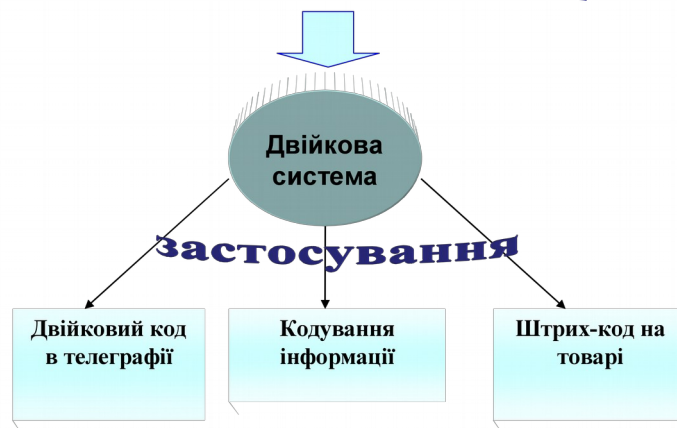 Двійкова
система
застосування
Двійковий код
в телеграфії
Кодування
інформації
Штрих-код на
товарі